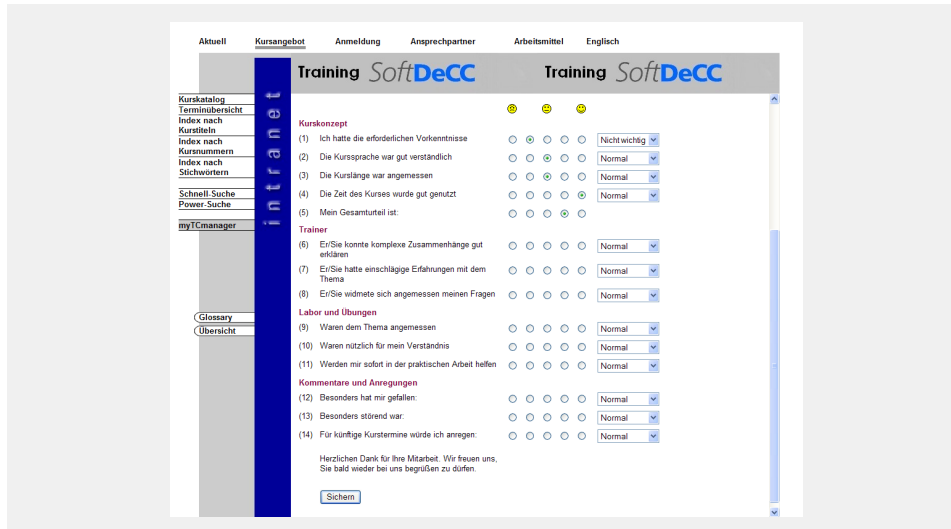 Aktuell Kursangebot Anmeldung Ansprechpartner Arbeitsmittel Englisch
Training SoftDeCC Training SoftDeCC
intranet
Kurskatalog
Terminübersicht
Index nach
Kurstiteln
Index nach
Kursnummern
Index nach
Stichwörtern
Schnell-Suche
Power-Suche
myTCmanager
Glossary
Übersicht
Kurskonzept
(1) Ich hatte die erforderlichen Vorkenntnisse Nicht wichtig
(2) Die Kurssprache war gut verständlich Normal
(3) Die Kurslänge war angemessen Normal
(4) Die Zeit des Kurses wurde gut genutzt Normal
(5) Mein Gesamturteil ist:
Trainer
(6) Er/Sie konnte komplexe Zusammenhänge gut Normal
erklären
(7) Er/Sie hatte einschlägige Erfahrungen mit dem Normal
Thema
(8) Er/Sie widmete sich angemessen meinen Fragen Normal
Labor und Übungen
(9) Waren dem Thema angemessen Normal
(10) Waren nützlich für mein Verständnis Normal
(11) Werden mir sofort in der praktischen Arbeit helfen Normal
Kommentare und Anregungen
(12) Besonders hat mir gefallen: Normal
(13) Besonders störend war: Normal
(14) Für künftige Kurstermine würde ich anregen: Normal
Herzlichen Dank für Ihre Mitarbeit. Wir freuen uns,
Sie bald wieder bei uns begrüßen zu dürfen.
Sichern